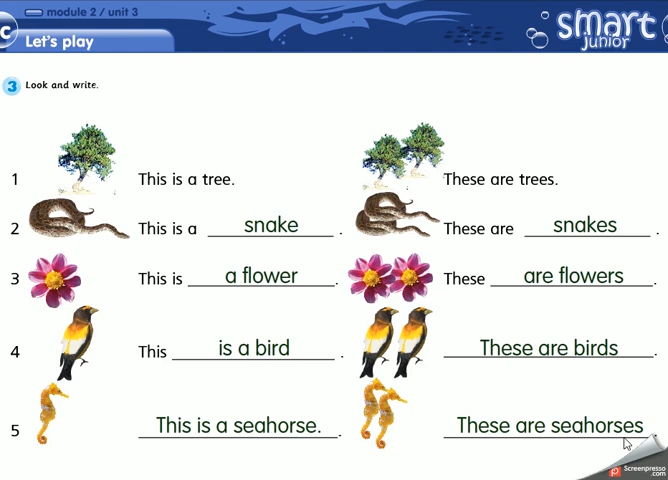 module 2 / unit 3
C Let's play
smart
junior
3 Look and write.
1 This is a tree. These are trees.
2 This is a snake . These are snakes .
3 This is a flower . These are flowers .
4 This is a bird . These are birds .
5 This is a seahorse. . These are seahorses
Screenpresso
.com